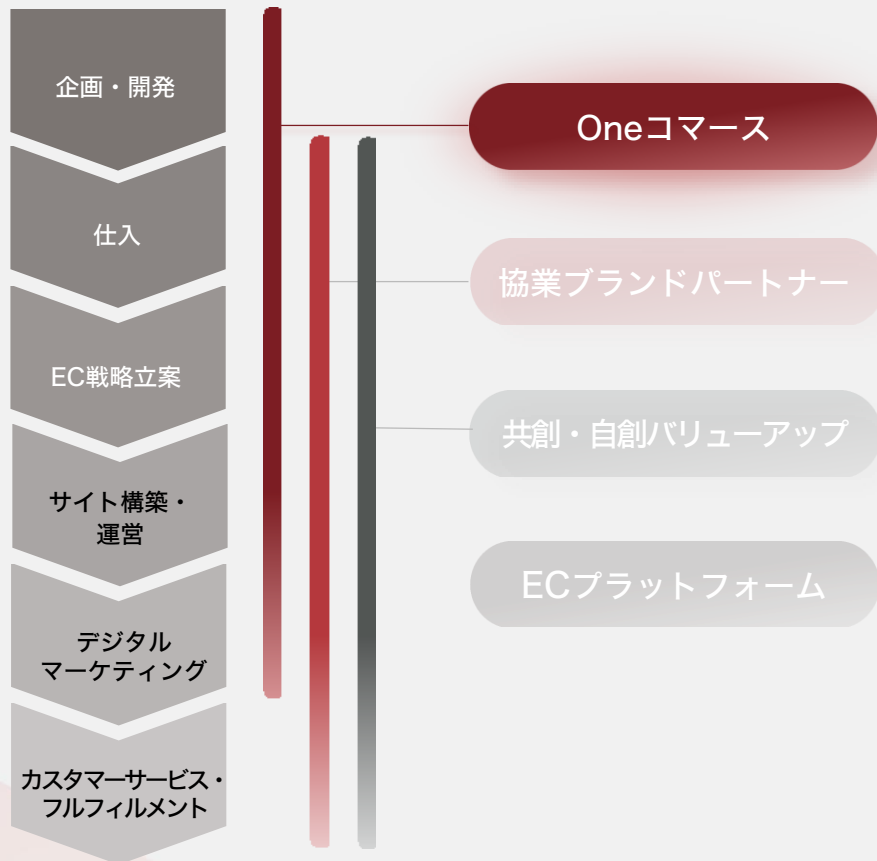 企画・開発
仕入
EC戦略立案
サイト構築・
運営
デジタル
マーケティング
カスタマーサービス・
フルフィルメント
Oneコマース
協業ブランドパートナー
共創・自創バリューアップ
ECプラットフォーム